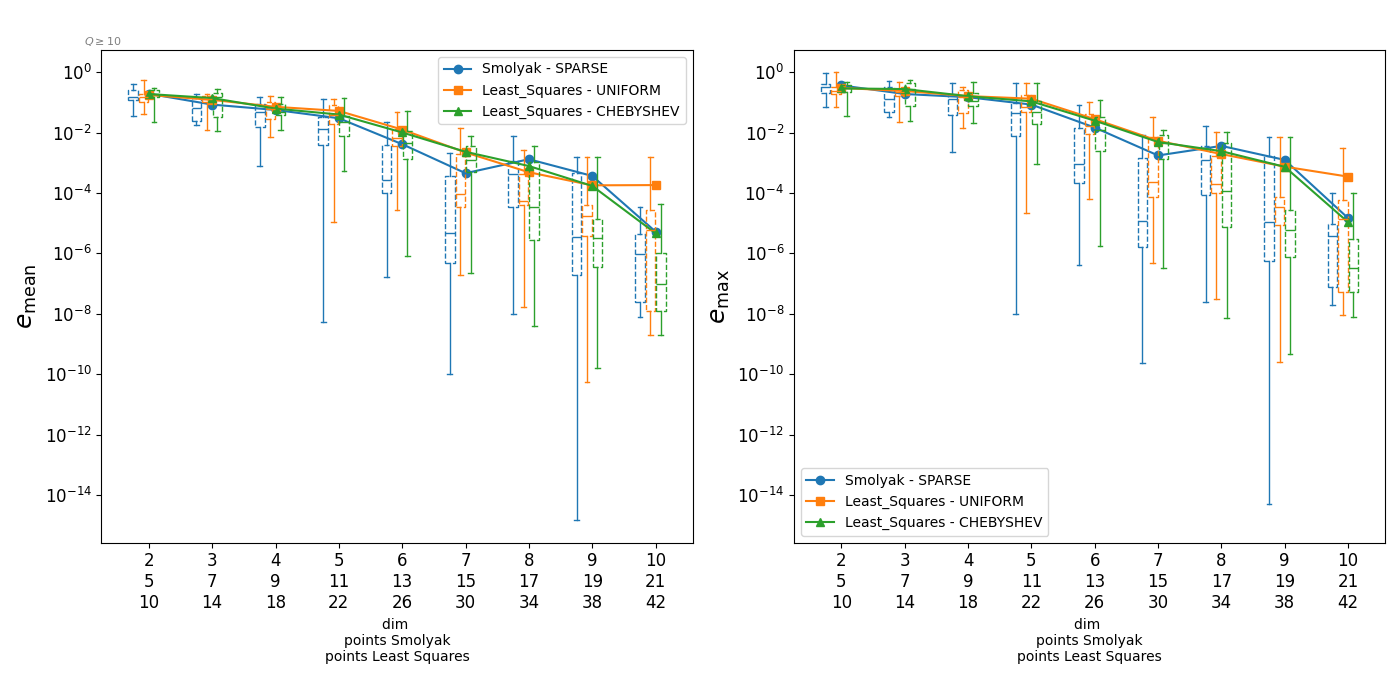 Q ≥ 10
Smolyak - SPARSE
Least_Squares - UNIFORM
Least_Squares - CHEBYSHEV
10⁰
10⁻²
10⁻⁴
10⁻⁶
10⁻⁸
10⁻¹⁰
10⁻¹²
10⁻¹⁴
e_mean
2 3 4 5 6 7 8 9 10
5 7 9 11 13 15 17 19 21
10 14 18 22 26 30 34 38 42
dim
points Smolyak
points Least Squares
10⁰
10⁻²
10⁻⁴
10⁻⁶
10⁻⁸
10⁻¹⁰
10⁻¹²
10⁻¹⁴
e_max
Smolyak - SPARSE
Least_Squares - UNIFORM
Least_Squares - CHEBYSHEV
2 3 4 5 6 7 8 9 10
5 7 9 11 13 15 17 19 21
10 14 18 22 26 30 34 38 42
dim
points Smolyak
points Least Squares